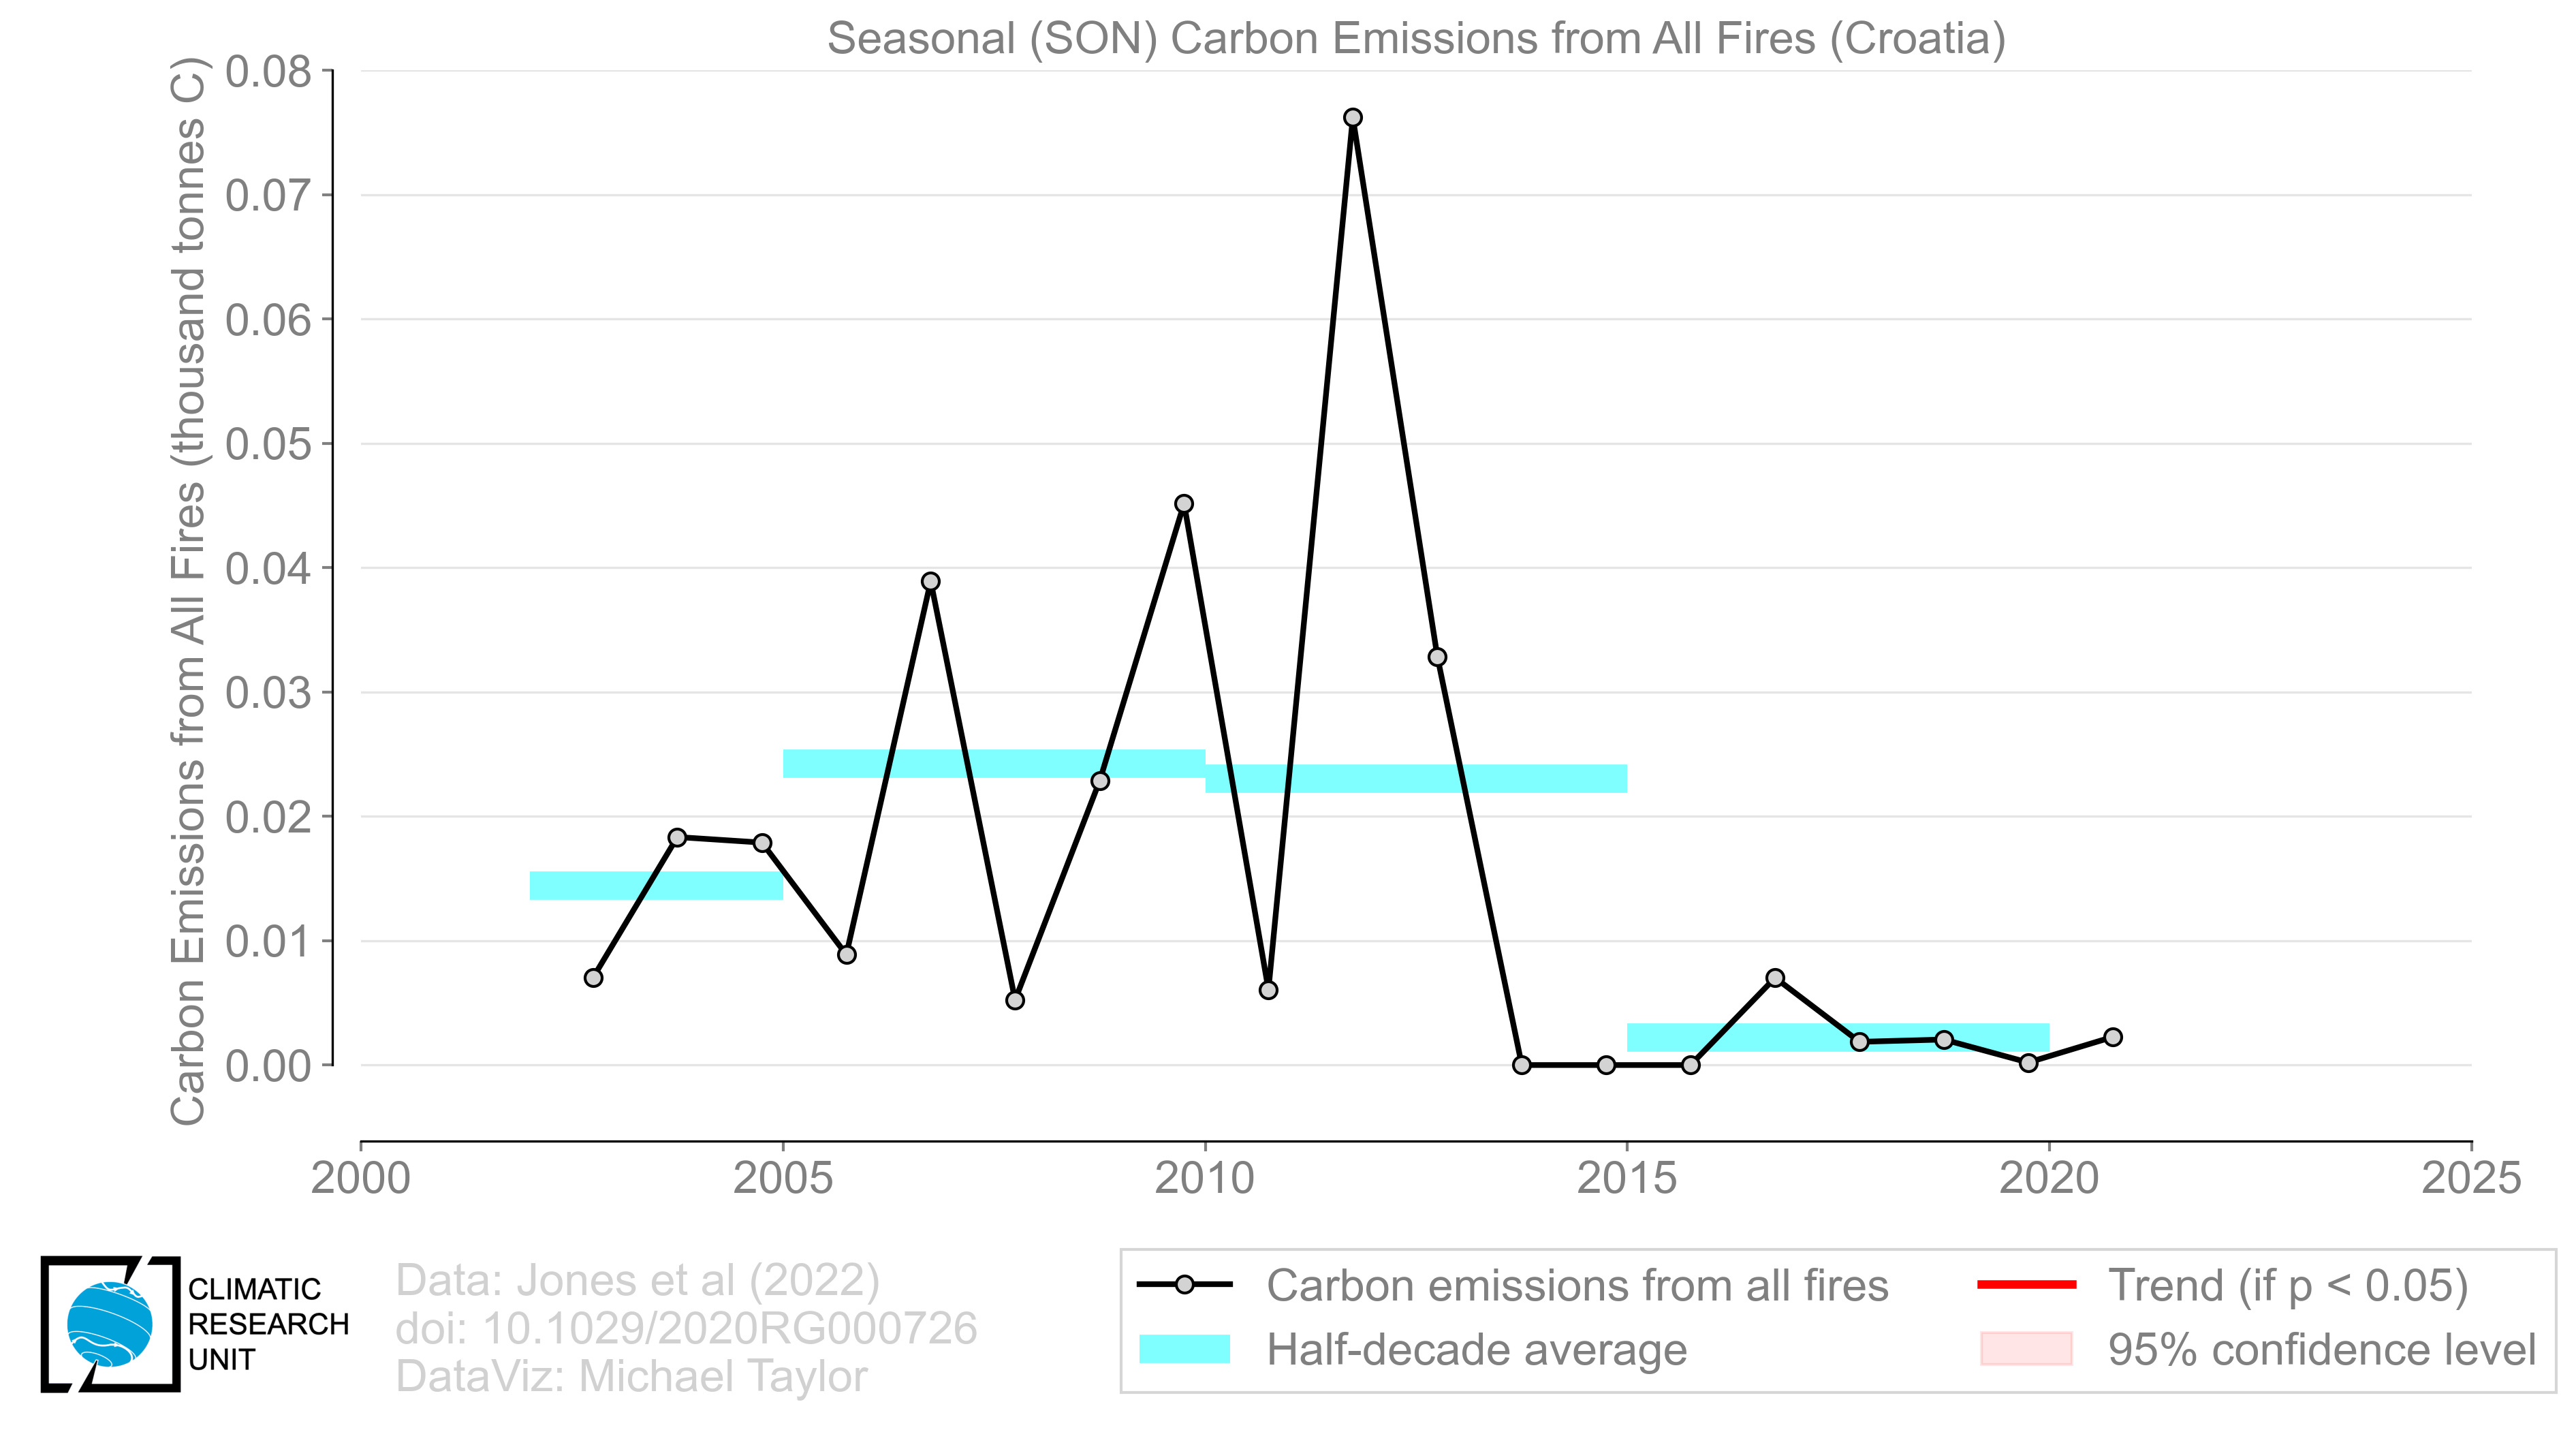 Seasonal (SON) Carbon Emissions from All Fires (Croatia)
Carbon Emissions from All Fires (thousand tonnes C)
0.08
0.07
0.06
0.05
0.04
0.03
0.02
0.01
0.00
2000 2005 2010 2015 2020 2025
CLIMATIC
RESEARCH
UNIT
Data: Jones et al (2022)
doi: 10.1029/2020RG000726
DataViz: Michael Taylor
Carbon emissions from all fires
Half-decade average
Trend (if p < 0.05)
95% confidence level